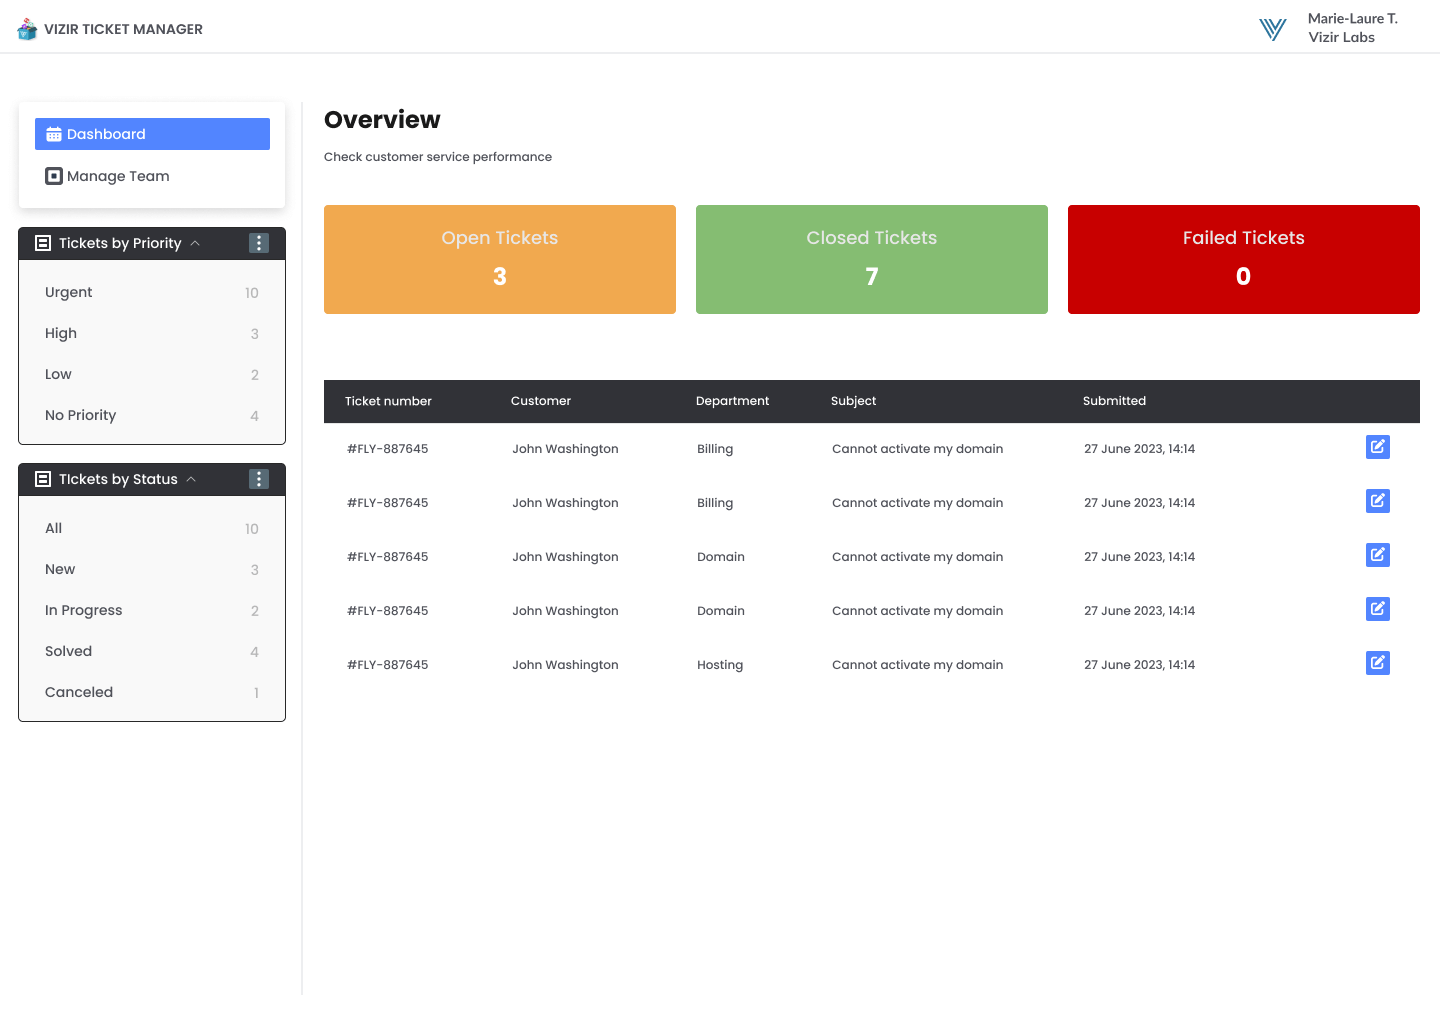 VIZIR TICKET MANAGER
Marie-Laure T.
Vizir Labs
Dashboard
Manage Team
Tickets by Priority
Urgent 10
High 3
Low 2
No Priority 4
TIckets by Status
All 10
New 3
In Progress 2
Solved 4
Canceled 1
Overview
Check customer service performance
Open Tickets
3
Closed Tickets
7
Failed Tickets
0
Ticket number Customer Department Subject Submitted
#FLY-887645 John Washington Billing Cannot activate my domain 27 June 2023, 14:14
#FLY-887645 John Washington Billing Cannot activate my domain 27 June 2023, 14:14
#FLY-887645 John Washington Domain Cannot activate my domain 27 June 2023, 14:14
#FLY-887645 John Washington Domain Cannot activate my domain 27 June 2023, 14:14
#FLY-887645 John Washington Hosting Cannot activate my domain 27 June 2023, 14:14